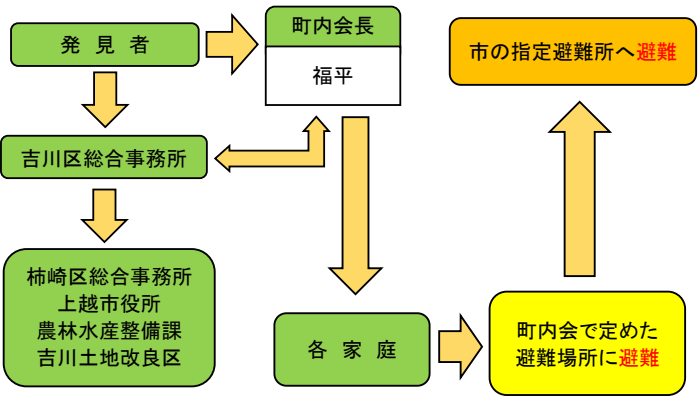 発見者
町内会長
福平
市の指定避難所へ避難
吉川区総合事務所
柿崎区総合事務所
上越市役所
農林水産整備課
吉川土地改良区
各家庭
町内会で定めた
避難場所に避難